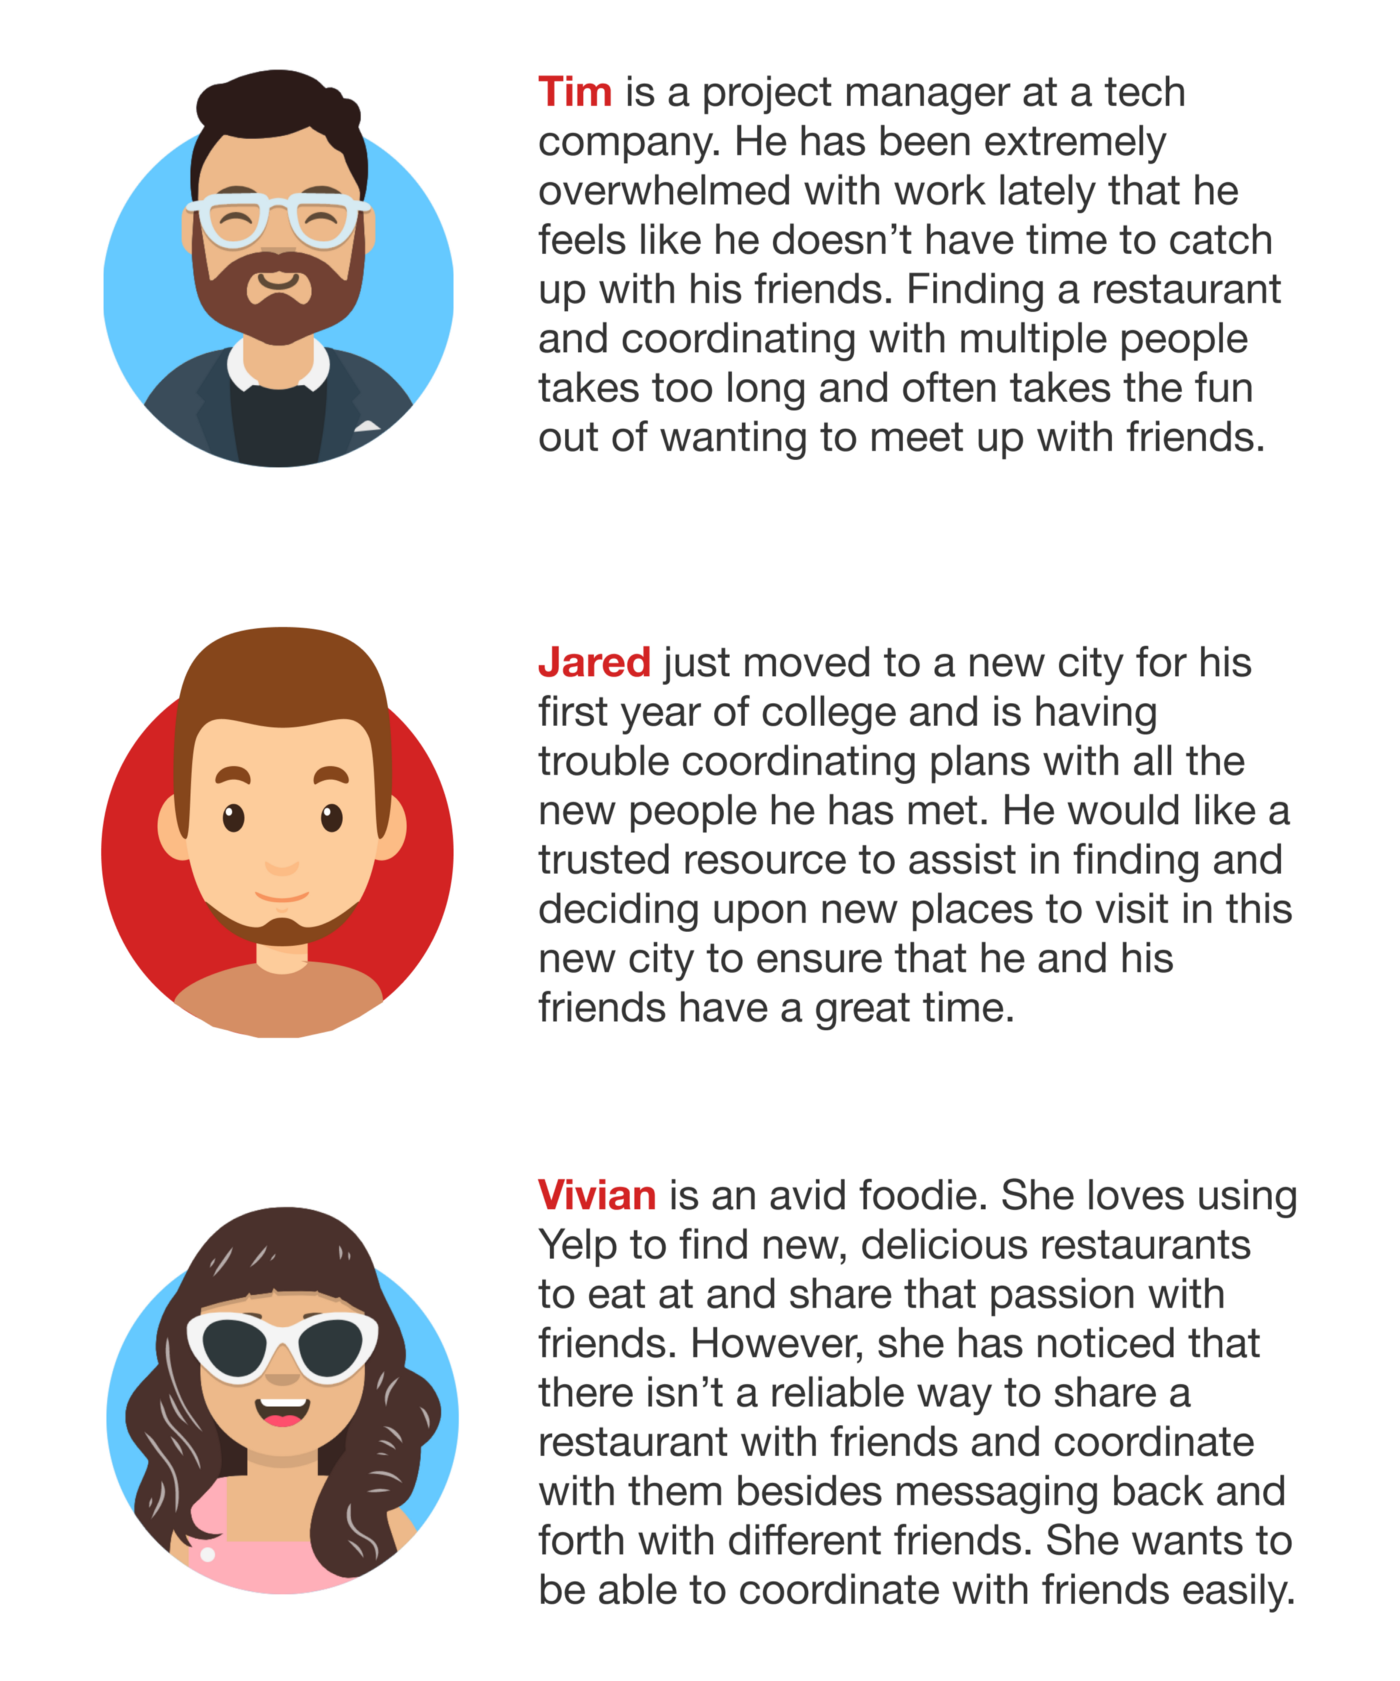 Tim is a project manager at a tech
company. He has been extremely
overwhelmed with work lately that he
feels like he doesn’t have time to catch
up with his friends. Finding a restaurant
and coordinating with multiple people
takes too long and often takes the fun
out of wanting to meet up with friends.
Jared just moved to a new city for his
first year of college and is having
trouble coordinating plans with all the
new people he has met. He would like a
trusted resource to assist in finding and
deciding upon new places to visit in this
new city to ensure that he and his
friends have a great time.
Vivian is an avid foodie. She loves using
Yelp to find new, delicious restaurants
to eat at and share that passion with
friends. However, she has noticed that
there isn’t a reliable way to share a
restaurant with friends and coordinate
with them besides messaging back and
forth with different friends. She wants to
be able to coordinate with friends easily.